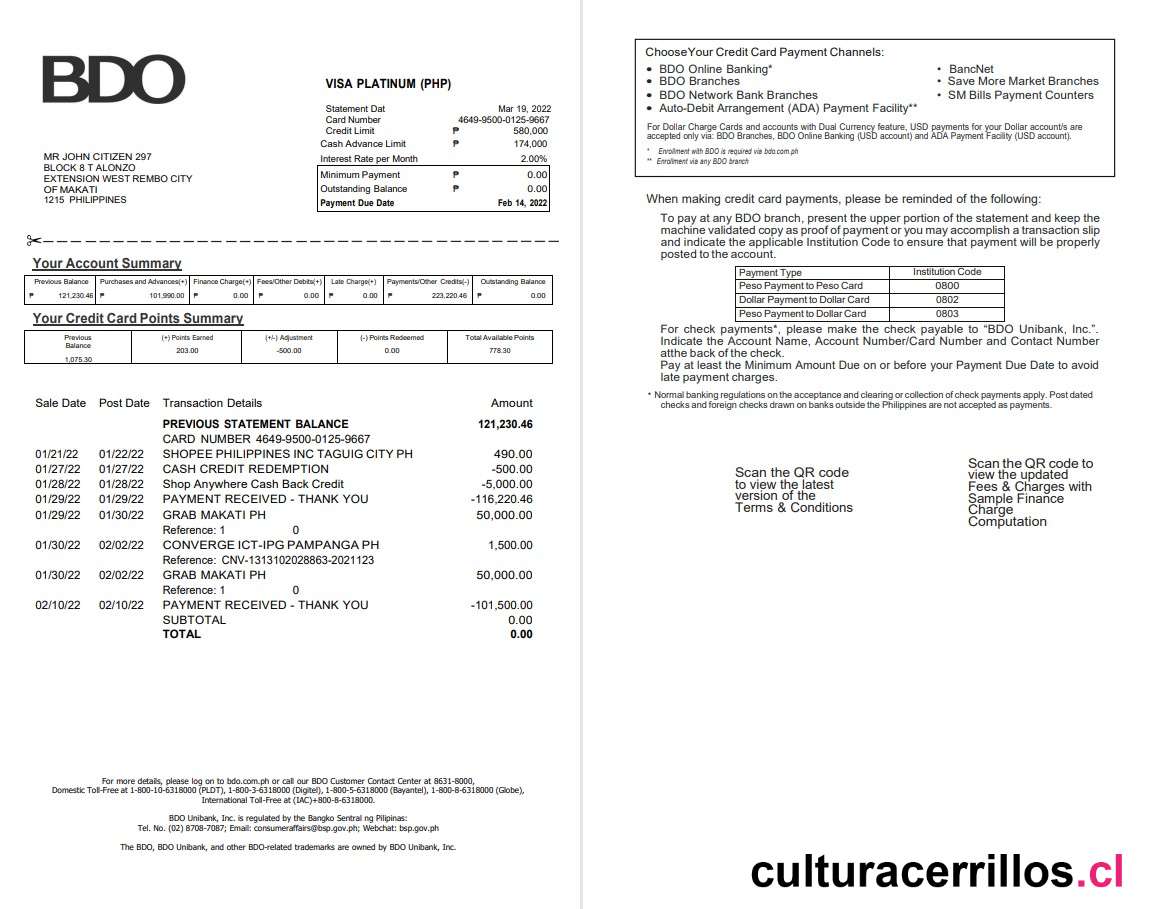 BDO
VISA PLATINUM (PHP)
Statement Dat Mar 19, 2022
Card Number 4649-9500-0125-9667
Credit Limit ₱ 580,000
Cash Advance Limit ₱ 174,000
Interest Rate per Month 2.00%
Minimum Payment ₱ 0.00
Outstanding Balance ₱ 0.00
Payment Due Date Feb 14, 2022
MR JOHN CITIZEN 297
BLOCK 8 T ALONZO
EXTENSION WEST REMBO CITY
OF MAKATI
1215 PHILIPPINES
Your Account Summary
Previous Balance Purchases and Advances(+) Finance Charge(+) Fees/Other Debits(+) Late Charge(+) Payments/Other Credits(-) Outstanding Balance
₱ 121,230.46 ₱ 101,990.00 ₱ 0.00 ₱ 0.00 ₱ 0.00 ₱ 223,220.46 ₱ 0.00
Your Credit Card Points Summary
Previous (+) Points Earned (+/-) Adjustment (-) Points Redeemed Total Available Points
Balance
203.00 -500.00 0.00 778.30
1,075.30
Sale Date Post Date Transaction Details Amount
PREVIOUS STATEMENT BALANCE 121,230.46
CARD NUMBER 4649-9500-0125-9667
01/21/22 01/22/22 SHOPEE PHILIPPINES INC TAGUIG CITY PH 490.00
01/27/22 01/27/22 CASH CREDIT REDEMPTION -500.00
01/28/22 01/28/22 Shop Anywhere Cash Back Credit -5,000.00
01/29/22 01/29/22 PAYMENT RECEIVED - THANK YOU -116,220.46
01/29/22 01/30/22 GRAB MAKATI PH 50,000.00
Reference: 1 0
01/30/22 02/02/22 CONVERGE ICT-IPG PAMPANGA PH 1,500.00
Reference: CNV-1313102028863-2021123
01/30/22 02/02/22 GRAB MAKATI PH 50,000.00
Reference: 1 0
02/10/22 02/10/22 PAYMENT RECEIVED - THANK YOU -101,500.00
SUBTOTAL 0.00
TOTAL 0.00
For more details, please log on to bdo.com.ph or call our BDO Customer Contact Center at 8631-8000,
Domestic Toll-Free at 1-800-10-6318000 (PLDT), 1-800-3-6318000 (Digitel), 1-800-5-6318000 (Bayantel), 1-800-8-6318000 (Globe),
International Toll-Free at (IAC)+800-8-6318000.
BDO Unibank, Inc. is regulated by the Bangko Sentral ng Pilipinas:
Tel. No. (02) 8708-7087; Email: consumeraffairs@bsp.gov.ph; Webchat: bsp.gov.ph
The BDO, BDO Unibank, and other BDO-related trademarks are owned by BDO Unibank, Inc.
ChooseYour Credit Card Payment Channels:
• BDO Online Banking* • BancNet
• BDO Branches • Save More Market Branches
• BDO Network Bank Branches • SM Bills Payment Counters
• Auto-Debit Arrangement (ADA) Payment Facility**
For Dollar Charge Cards and accounts with Dual Currency feature, USD payments for your Dollar account/s are
accepted only via: BDO Branches, BDO Online Banking (USD account) and ADA Payment Facility (USD account).
* Enrollment with BDO is required via bdo.com.ph
** Enrollment via any BDO branch
When making credit card payments, please be reminded of the following:
To pay at any BDO branch, present the upper portion of the statement and keep the
machine validated copy as proof of payment or you may accomplish a transaction slip
and indicate the applicable Institution Code to ensure that payment will be properly
posted to the account.
Payment Type Institution Code
Peso Payment to Peso Card 0800
Dollar Payment to Dollar Card 0802
Peso Payment to Dollar Card 0803
For check payments*, please make the check payable to “BDO Unibank, Inc.”.
Indicate the Account Name, Account Number/Card Number and Contact Number
atthe back of the check.
Pay at least the Minimum Amount Due on or before your Payment Due Date to avoid
late payment charges.
* Normal banking regulations on the acceptance and clearing or collection of check payments apply. Post dated
checks and foreign checks drawn on banks outside the Philippines are not accepted as payments.
Scan the QR code
to view the latest
version of the
Terms & Conditions
Scan the QR code to
view the updated
Fees & Charges with
Sample Finance
Charge
Computation
culturacerrillos.cl